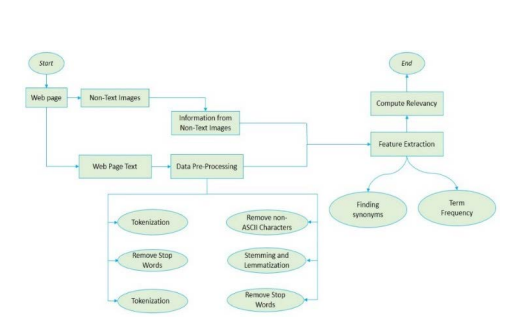 Start
End
Web page
Non-Text Images
Compute Relevancy
Information from
Non-Text Images
Feature Extraction
Web Page Text
Data Pre-Processing
Finding
synonyms
Term
Frequency
Tokenization
Remove non-
ASCII Characters
Remove Stop
Words
Stemming and
Lemmatization
Tokenization
Remove Stop
Words